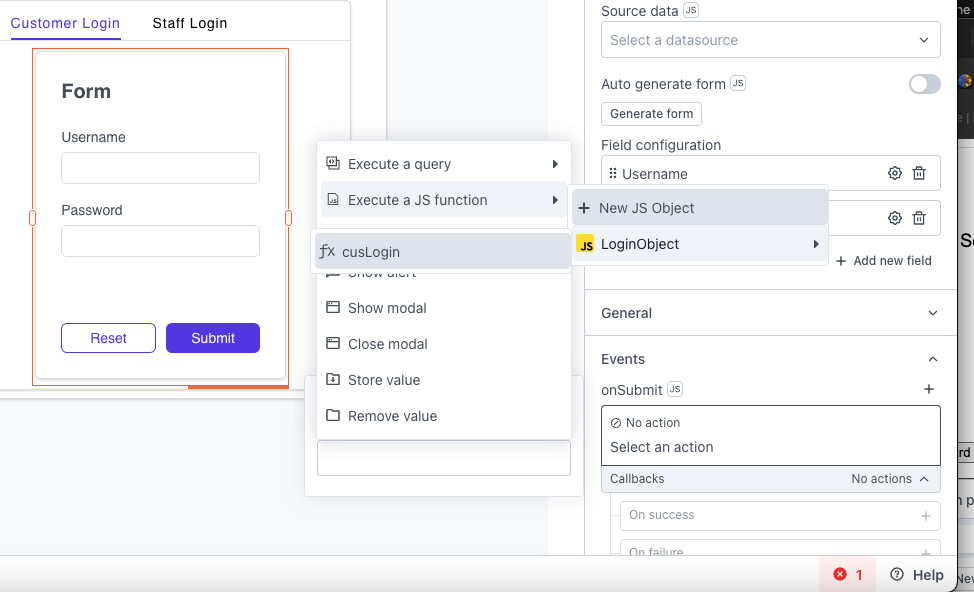 Customer Login
Staff Login
Form
Username
Password
Reset
Submit
Execute a query
Execute a JS function
cusLogin
Show alert
Show modal
Close modal
Store value
Remove value
New JS Object
JS LoginObject
Source data JS
Select a datasource
Auto generate form JS
Generate form
Field configuration
Username
Add new field
General
Events
onSubmit JS
No action
Select an action
Callbacks
No actions
On success
On failure
1
Help